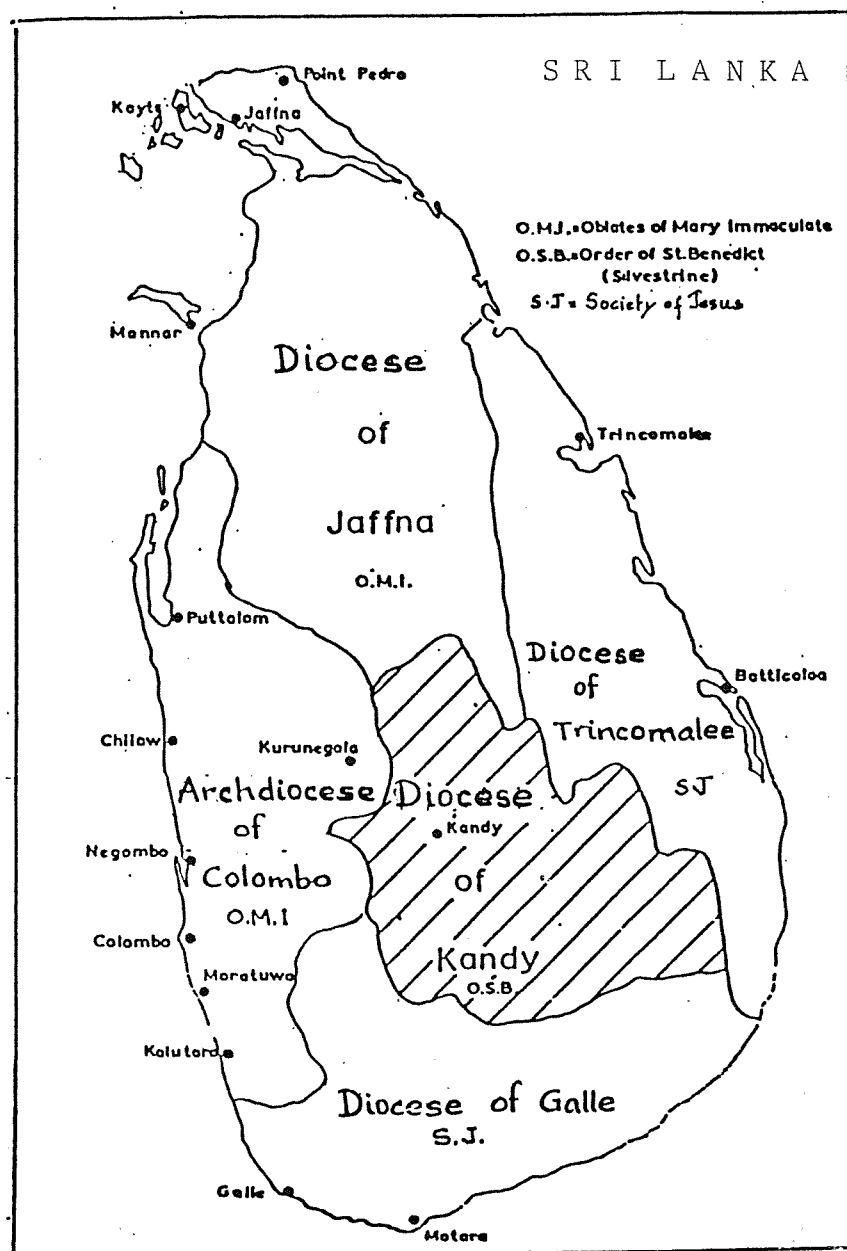 SRI LANKA
Point Pedro
Kayts
Jaffna
O.M.I.=Oblates of Mary Immaculate
O.S.B.=Order of St.Benedict
(Silvestrine)
S.J = Society of Jesus
Mannar
Diocese
of
Jaffna
O.M.I.
Trincomalee
Puttalam
Diocese
of
Trincomalee
S J
Batticaloa
Chilaw
Kurunegala
Archdiocese
of
Colombo
O.M.I
Diocese
Kandy
of
Kandy
O.S.B.
Negombo
Colombo
Moratuwa
Kalutara
Diocese of Galle
S.J.
Galle
Matara